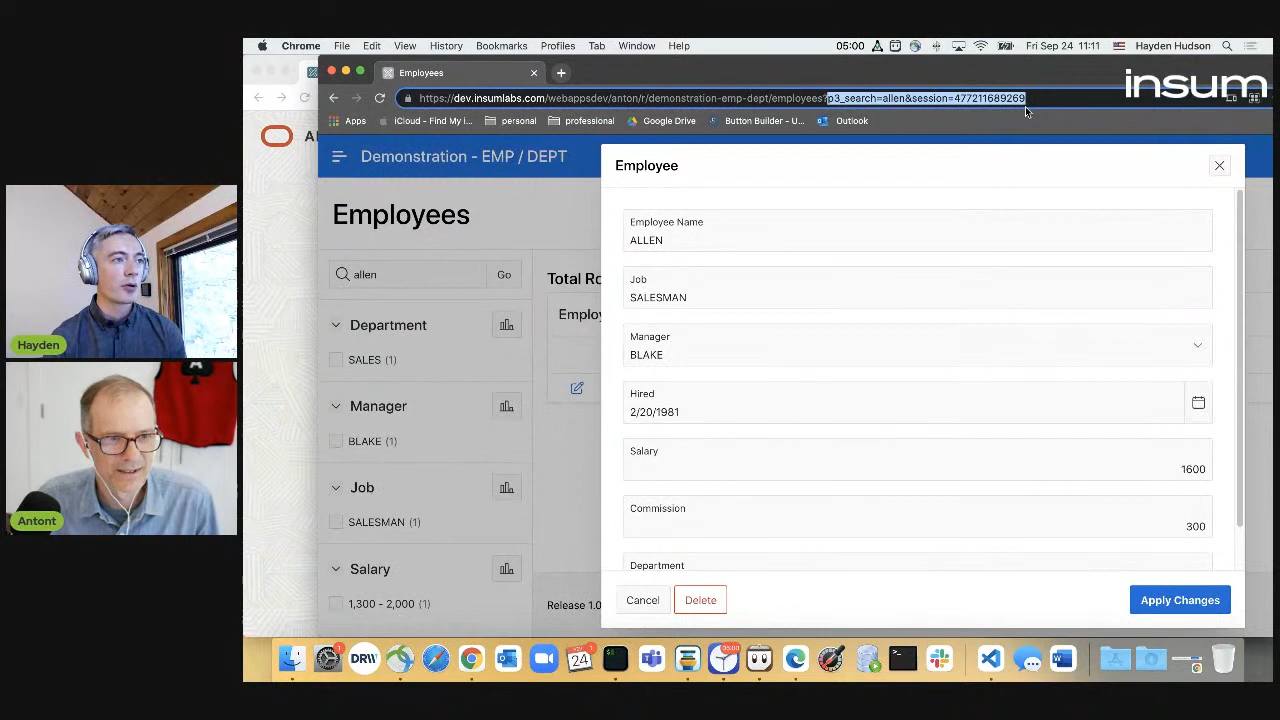 Chrome File Edit View History Bookmarks Profiles Tab Window Help 05:00 Fri Sep 24 11:11 Hayden Hudson
Employees
insum
https://dev.insumlabs.com/webappsdev/anton/r/demonstration-emp-dept/employees?p3_search=allen&session=477211689269
Apps iCloud - Find My i... personal professional Google Drive Button Builder - U... Outlook
Demonstration - EMP / DEPT
Employee
Employees
allen
Go
Total Ro
Employ
Department
SALES (1)
Manager
BLAKE (1)
Job
SALESMAN (1)
Salary
1,300 - 2,000 (1)
Release 1.0
Employee Name
ALLEN
Job
SALESMAN
Manager
BLAKE
Hired
2/20/1981
Salary
1600
Commission
300
Department
Cancel
Delete
Apply Changes
Hayden
A
Antont
DRW
24
05:00